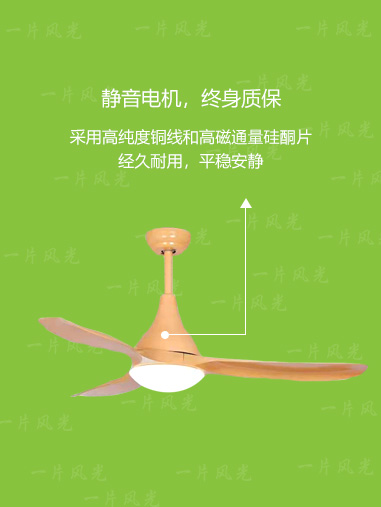 静音电机，终身质保
采用高纯度铜线和高磁通量硅酮片
经久耐用，平稳安静
一片风光